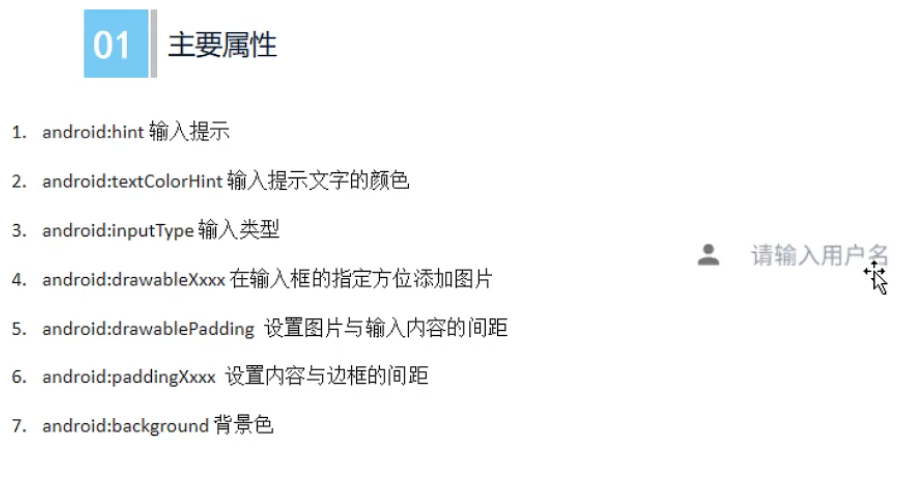 01 主要属性
1. android:hint 输入提示
2. android:textColorHint 输入提示文字的颜色
3. android:inputType 输入类型
4. android:drawableXxxx 在输入框的指定方位添加图片
5. android:drawablePadding 设置图片与输入内容的间距
6. android:paddingXxxx 设置内容与边框的间距
7. android:background 背景色
请输入用户名